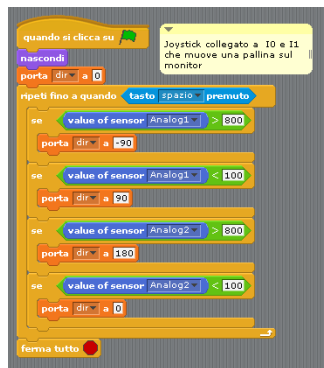 quando si clicca su
nascondi
porta dir a 0
ripeti fino a quando tasto spazio premuto
se value of sensor Analog1 > 800
porta dir a -90
se value of sensor Analog1 < 100
porta dir a 90
se value of sensor Analog2 > 800
porta dir a 180
se value of sensor Analog2 < 100
porta dir a 0
ferma tutto
Joystick collegato a I0 e I1
che muove una pallina sul
monitor